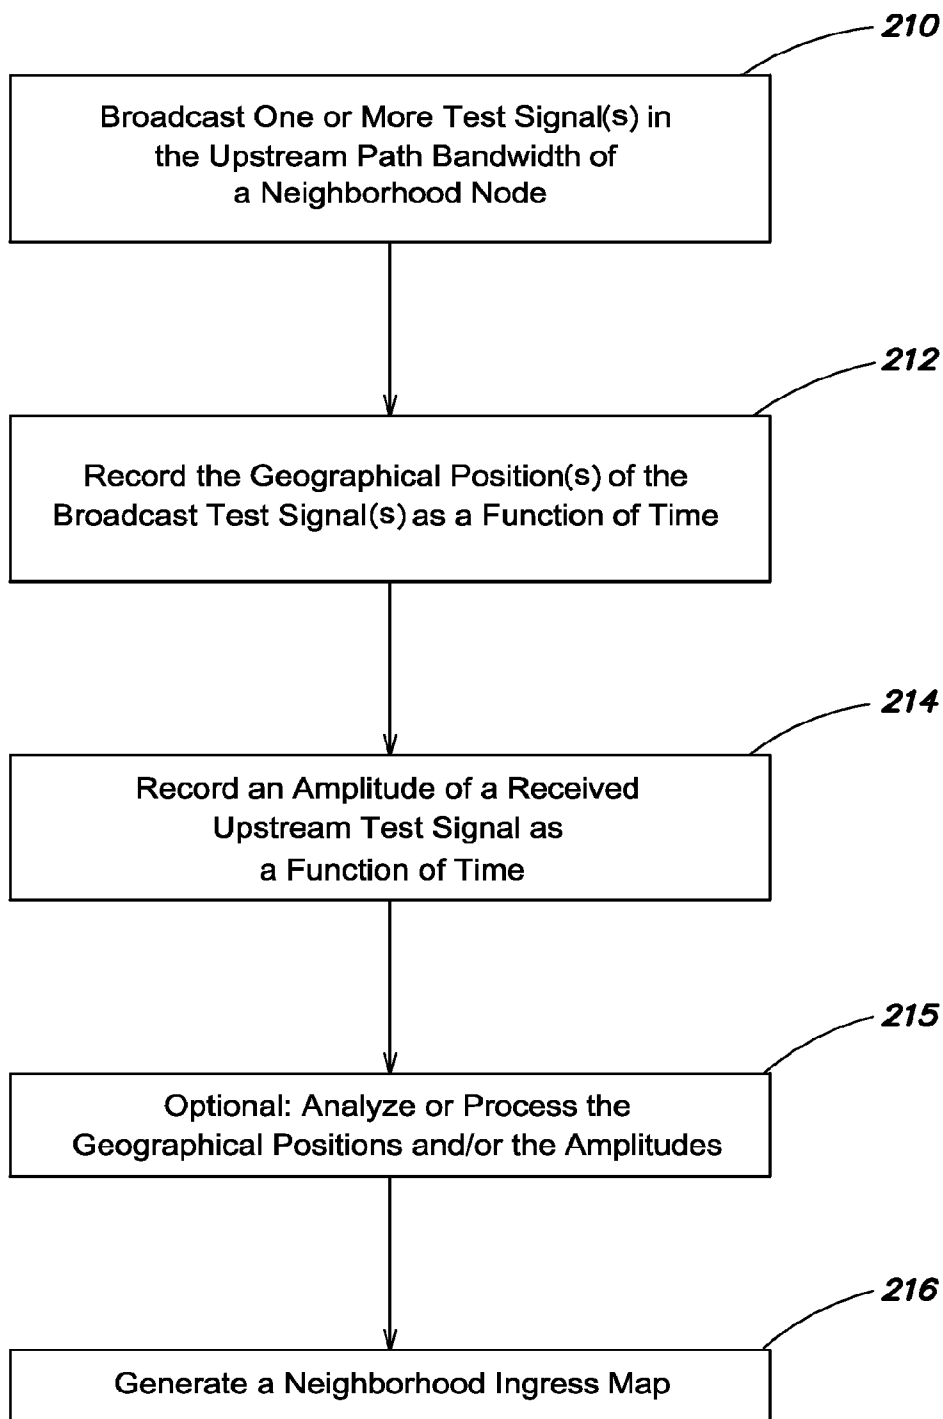 210
Broadcast One or More Test Signal(s) in
the Upstream Path Bandwidth of
a Neighborhood Node
212
Record the Geographical Position(s) of the
Broadcast Test Signal(s) as a Function of Time
214
Record an Amplitude of a Received
Upstream Test Signal as
a Function of Time
215
Optional: Analyze or Process the
Geographical Positions and/or the Amplitudes
216
Generate a Neighborhood Ingress Map